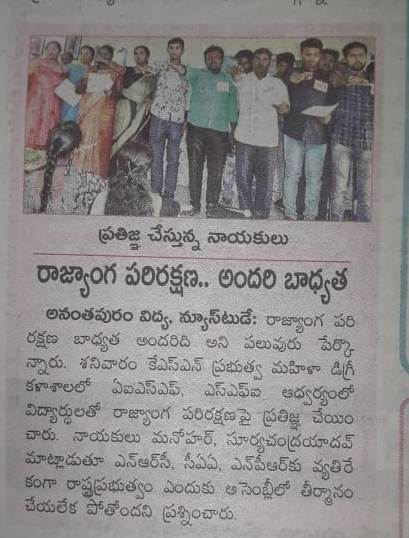 ప్రతిజ్ఞ చేస్తున్న నాయకులు
రాజ్యాంగ పరిరక్షణ.. అందరి బాధ్యత
అనంతపురం విద్య, న్యూస్‌టుడే: రాజ్యాంగ పరి
రక్షణ బాధ్యత అందరిది అని పలువురు పేర్కొ
న్నారు. శనివారం కేఎస్ఎన్ ప్రభుత్వ మహిళా డిగ్రీ
కళాశాలలో ఏఐఎస్ఎఫ్, ఎస్ఎఫ్ఐ ఆధ్వర్యంలో
విద్యార్థులతో రాజ్యాంగ పరిరక్షణపై ప్రతిజ్ఞ చేయిం
చారు. నాయకులు మనోహర్, సూర్యచంద్రయాదవ్
మాట్లాడుతూ ఎన్ఆర్‌సీ, సీఏఏ, ఎన్‌పీఆర్‌కు వ్యతిరే
కంగా రాష్ట్రప్రభుత్వం ఎందుకు అసెంబ్లీలో తీర్మానం
చేయలేక పోతోందని ప్రశ్నించారు.